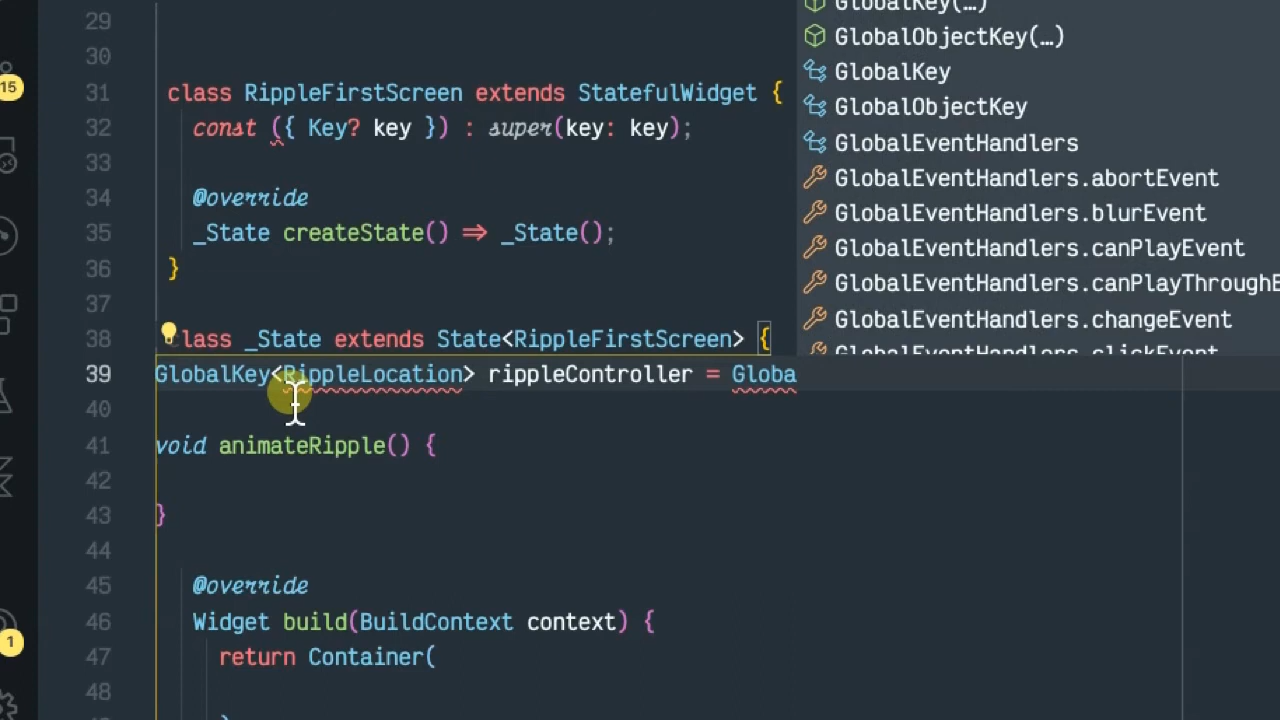 29
30
31 class RippleFirstScreen extends StatefulWidget {
32 const ({ Key? key }) : super(key: key);
33
34 @override
35 _State createState() => _State();
36 }
37
38 lass _State extends State<RippleFirstScreen> {
39 GlobalKey<RippleLocation> rippleController = Globa
40
41 void animateRipple() {
42
43 }
44
45 @override
46 Widget build(BuildContext context) {
47 return Container(
48
GlobalKey(…)
GlobalObjectKey(…)
GlobalKey
GlobalObjectKey
GlobalEventHandlers
GlobalEventHandlers.abortEvent
GlobalEventHandlers.blurEvent
GlobalEventHandlers.canPlayEvent
GlobalEventHandlers.canPlayThroughE
GlobalEventHandlers.changeEvent
GlobalEventHandlers.clickEvent
15
1